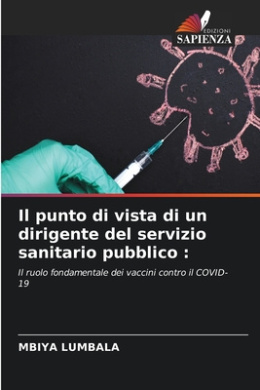 EDIZIONI
SAPIENZA
Il punto di vista di un
dirigente del servizio
sanitario pubblico :
Il ruolo fondamentale dei vaccini contro il COVID-
19
MBIYA LUMBALA